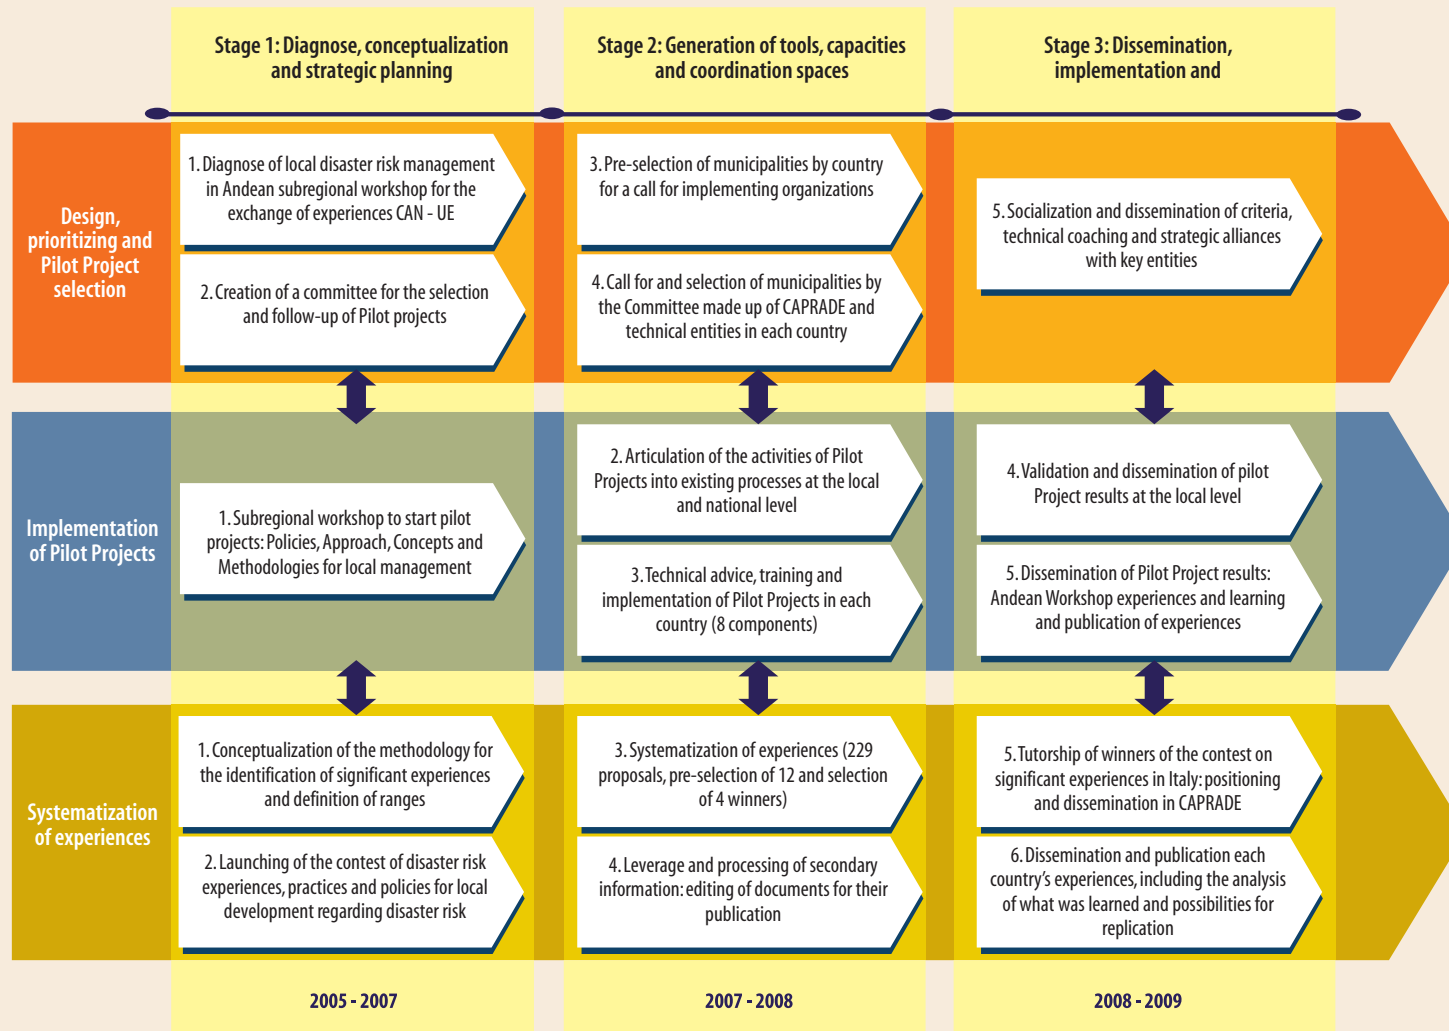 Stage 1: Diagnose, conceptualization
and strategic planning
Stage 2: Generation of tools, capacities
and coordination spaces
Stage 3: Dissemination,
implementation and
Design,
prioritizing and
Pilot Project
selection
1. Diagnose of local disaster risk management
in Andean subregional workshop for the
exchange of experiences CAN - UE
2. Creation of a committee for the selection
and follow-up of Pilot projects
3. Pre-selection of municipalities by country
for a call for implementing organizations
4. Call for and selection of municipalities by
the Committee made up of CAPRADE and
technical entities in each country
5. Socialization and dissemination of criteria,
technical coaching and strategic alliances
with key entities
Implementation
of Pilot Projects
1. Subregional workshop to start pilot
projects: Policies, Approach, Concepts and
Methodologies for local management
2. Articulation of the activities of Pilot
Projects into existing processes at the local
and national level
3. Technical advice, training and
implementation of Pilot Projects in each
country (8 components)
4. Validation and dissemination of pilot
Project results at the local level
5. Dissemination of Pilot Project results:
Andean Workshop experiences and learning
and publication of experiences
Systematization
of experiences
1. Conceptualization of the methodology for
the identification of significant experiences
and definition of ranges
2. Launching of the contest of disaster risk
experiences, practices and policies for local
development regarding disaster risk
3. Systematization of experiences (229
proposals, pre-selection of 12 and selection
of 4 winners)
4. Leverage and processing of secondary
information: editing of documents for their
publication
5. Tutorship of winners of the contest on
significant experiences in Italy: positioning
and dissemination in CAPRADE
6. Dissemination and publication each
country's experiences, including the analysis
of what was learned and possibilities for
replication
2005 - 2007
2007 - 2008
2008 - 2009